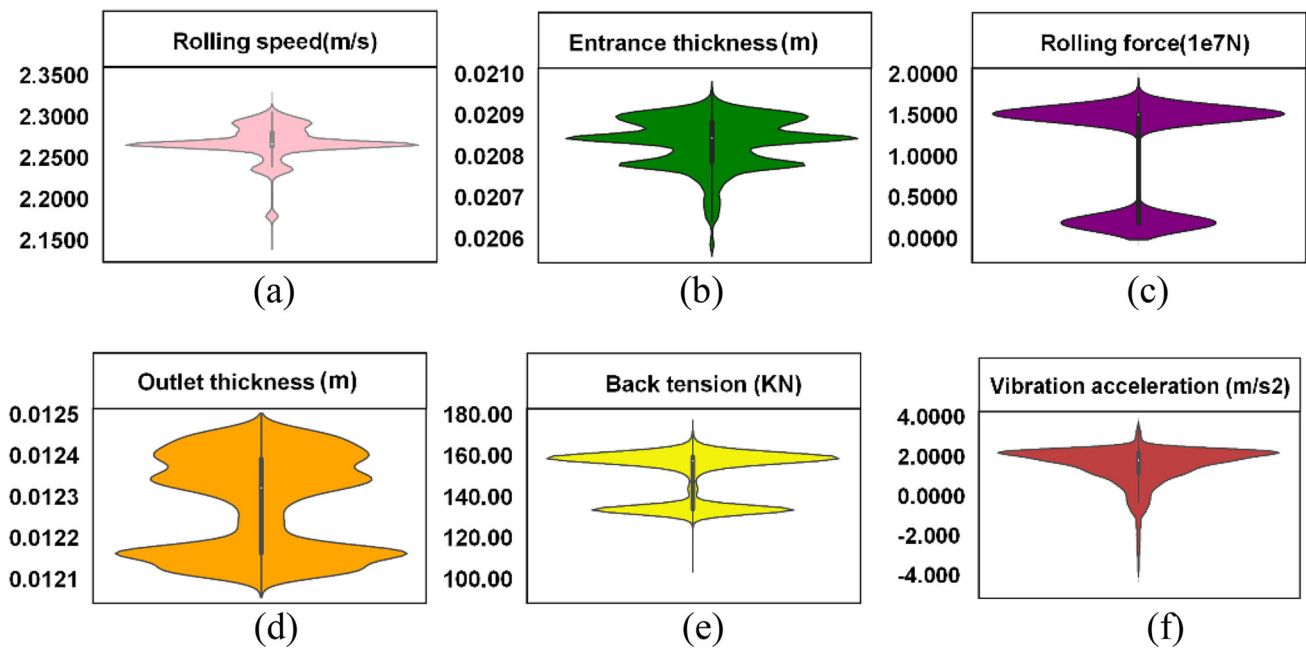 Rolling speed(m/s)
2.3500
2.3000
2.2500
2.2000
2.1500
(a)
Entrance thickness (m)
0.0210
0.0209
0.0208
0.0207
0.0206
(b)
Rolling force(1e7N)
2.0000
1.5000
1.0000
0.5000
0.0000
(c)
Outlet thickness (m)
0.0125
0.0124
0.0123
0.0122
0.0121
(d)
Back tension (KN)
180.00
160.00
140.00
120.00
100.00
(e)
Vibration acceleration (m/s2)
4.0000
2.0000
0.0000
-2.000
-4.000
(f)